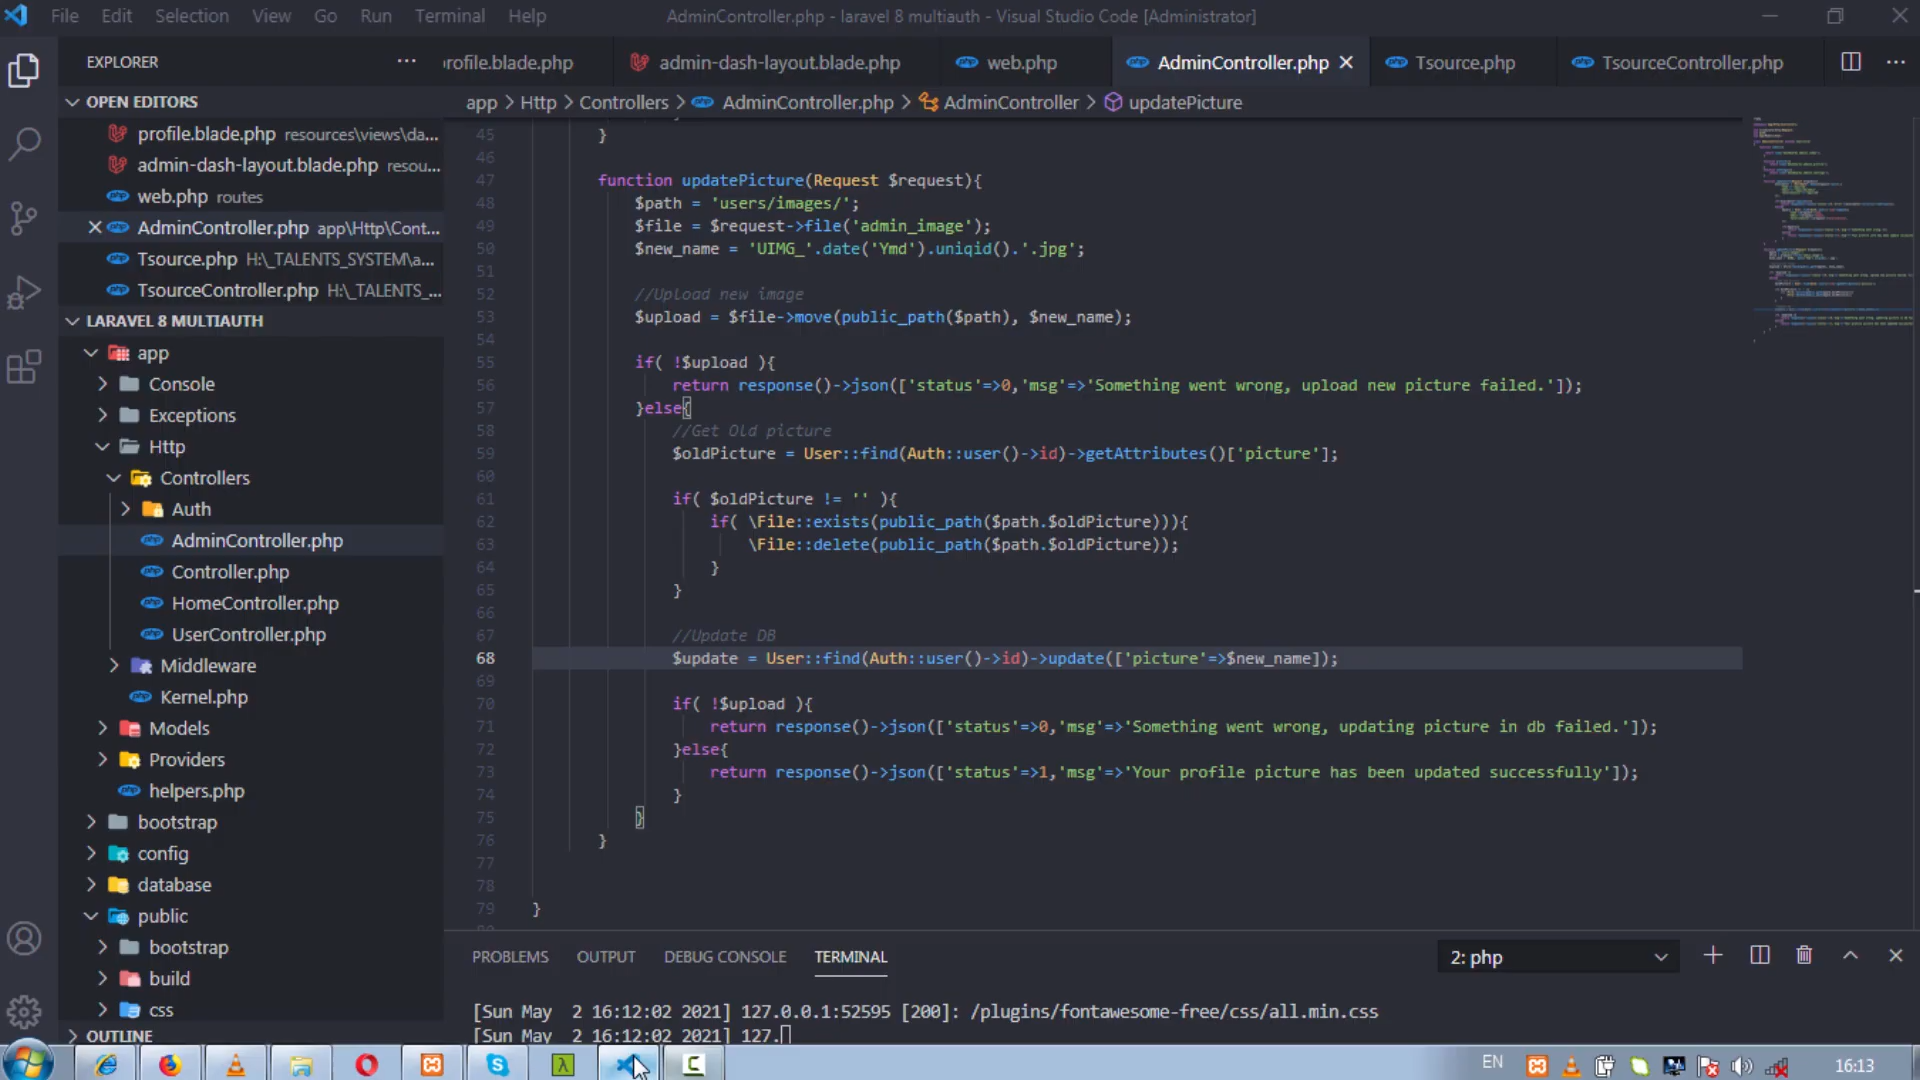 File Edit Selection View Go Run Terminal Help AdminController.php - laravel 8 multiauth - Visual Studio Code [Administrator]
EXPLORER
rofile.blade.php admin-dash-layout.blade.php web.php AdminController.php Tsource.php TsourceController.php
OPEN EDITORS
app > Http > Controllers > AdminController.php > AdminController > updatePicture
profile.blade.php resources\views\da...
admin-dash-layout.blade.php resou...
web.php routes
AdminController.php app\Http\Cont...
Tsource.php H:\_TALENTS_SYSTEM\a...
TsourceController.php H:\_TALENTS_...
LARAVEL 8 MULTIAUTH
app
Console
Exceptions
Http
Controllers
Auth
AdminController.php
Controller.php
HomeController.php
UserController.php
Middleware
Kernel.php
Models
Providers
helpers.php
bootstrap
config
database
public
bootstrap
build
css
OUTLINE
45 }
46
47 function updatePicture(Request $request){
48 $path = 'users/images/';
49 $file = $request->file('admin_image');
50 $new_name = 'UIMG_'.date('Ymd').uniqid().'.jpg';
51
52 //Upload new image
53 $upload = $file->move(public_path($path), $new_name);
54
55 if( !$upload ){
56 return response()->json(['status'=>0,'msg'=>'Something went wrong, upload new picture failed.']);
57 }else{
58 //Get Old picture
59 $oldPicture = User::find(Auth::user()->id)->getAttributes()['picture'];
60
61 if( $oldPicture != '' ){
62 if( \File::exists(public_path($path.$oldPicture))){
63 \File::delete(public_path($path.$oldPicture));
64 }
65 }
66
67 //Update DB
68 $update = User::find(Auth::user()->id)->update(['picture'=>$new_name]);
69
70 if( !$upload ){
71 return response()->json(['status'=>0,'msg'=>'Something went wrong, updating picture in db failed.']);
72 }else{
73 return response()->json(['status'=>1,'msg'=>'Your profile picture has been updated successfully']);
74 }
75 }
76 }
77
78
79 }
PROBLEMS OUTPUT DEBUG CONSOLE TERMINAL 2: php
[Sun May  2 16:12:02 2021] 127.0.0.1:52595 [200]: /plugins/fontawesome-free/css/all.min.css
[Sun May  2 16:12:02 2021] 127.
EN 16:13